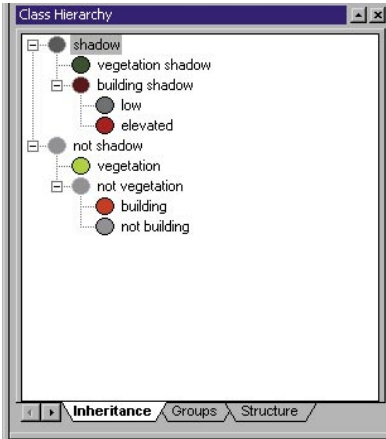 Class Hierarchy
shadow
vegetation shadow
building shadow
low
elevated
not shadow
vegetation
not vegetation
building
not building
Inheritance Groups Structure